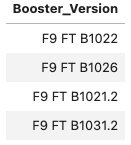 Booster_Version
F9 FT B1022
F9 FT B1026
F9 FT B1021.2
F9 FT B1031.2